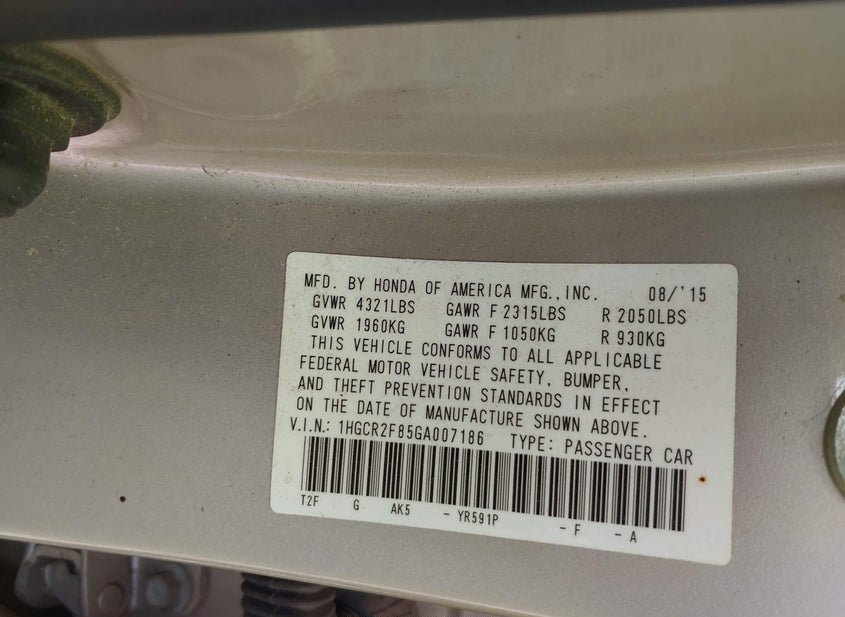 MFD. BY HONDA OF AMERICA MFG., INC. 08/'15
GVWR 4321LBS GAWR F 2315LBS R 2050LBS
GVWR 1960KG GAWR F 1050KG R 930KG
THIS VEHICLE CONFORMS TO ALL APPLICABLE
FEDERAL MOTOR VEHICLE SAFETY, BUMPER,
AND THEFT PREVENTION STANDARDS IN EFFECT
ON THE DATE OF MANUFACTURE SHOWN ABOVE.
V.I.N.: 1HGCR2F85GA007186 TYPE: PASSENGER CAR
T2F G AK5 - YR591P - F - A